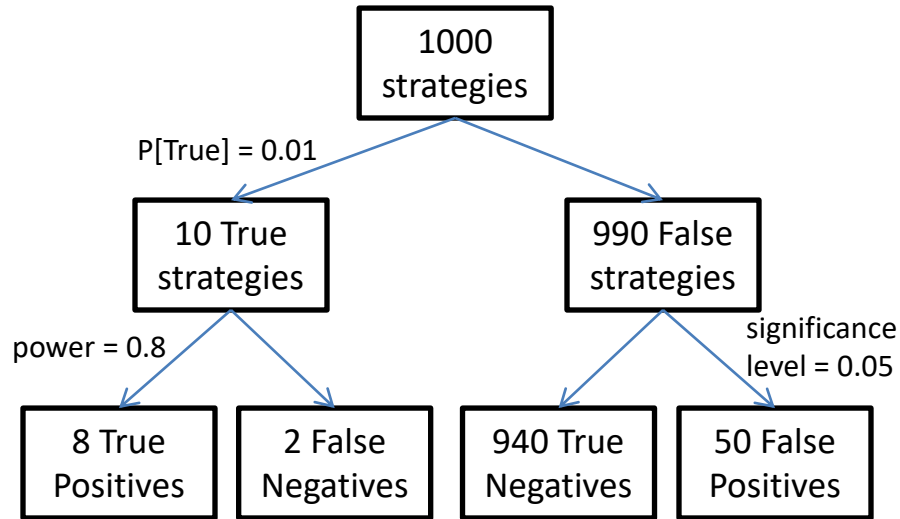 1000
strategies
P[True] = 0.01
10 True
strategies
990 False
strategies
power = 0.8
significance
level = 0.05
8 True
Positives
2 False
Negatives
940 True
Negatives
50 False
Positives